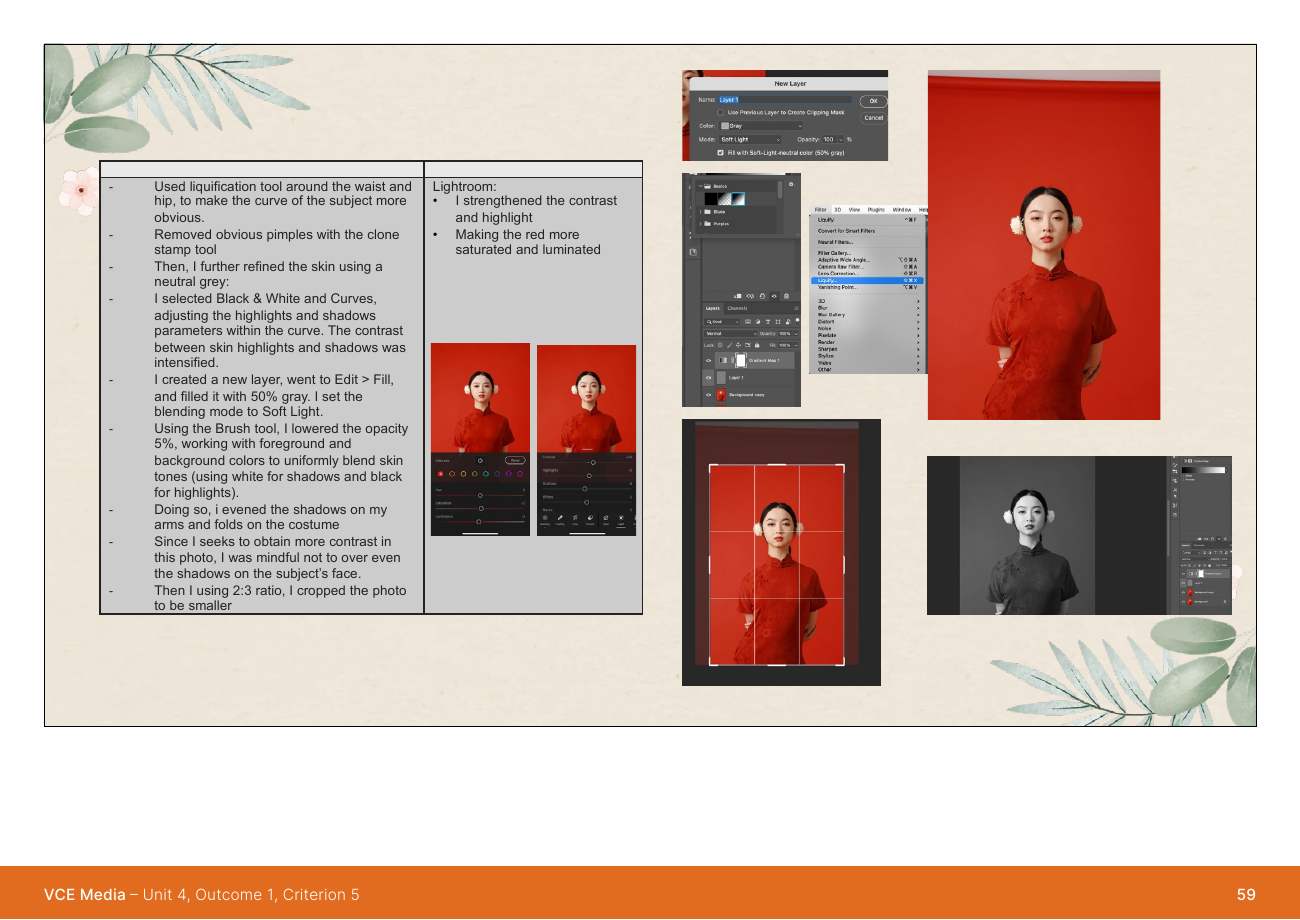 - Used liquification tool around the waist and
hip, to make the curve of the subject more
obvious.
- Removed obvious pimples with the clone
stamp tool
- Then, I further refined the skin using a
neutral grey:
- I selected Black & White and Curves,
adjusting the highlights and shadows
parameters within the curve. The contrast
between skin highlights and shadows was
intensified.
- I created a new layer, went to Edit > Fill,
and filled it with 50% gray. I set the
blending mode to Soft Light.
- Using the Brush tool, I lowered the opacity
5%, working with foreground and
background colors to uniformly blend skin
tones (using white for shadows and black
for highlights).
- Doing so, i evened the shadows on my
arms and folds on the costume
- Since I seeks to obtain more contrast in
this photo, I was mindful not to over even
the shadows on the subject's face.
- Then I using 2:3 ratio, I cropped the photo
to be smaller
Lightroom:
• I strengthened the contrast
and highlight
• Making the red more
saturated and luminated
New Layer
Name: Layer 1
OK
Use Previous Layer to Create Clipping Mask
Cancel
Color: Gray
Mode: Soft Light Opacity: 100 %
Fill with Soft-Light-neutral color (50% gray)
Basics
Blues
Purples
Layers Channels
Normal Opacity: 100%
Lock: Fill: 100%
Gradient Map 1
Layer 1
Background copy
Filter 3D View Plugins Window Help
Liquify
Convert for Smart Filters
Neural Filters...
Filter Gallery...
Adaptive Wide Angle...
Camera Raw Filter...
Lens Correction...
Liquify...
Vanishing Point...
3D
Blur
Blur Gallery
Distort
Noise
Pixelate
Render
Sharpen
Stylize
Video
Other
VCE Media – Unit 4, Outcome 1, Criterion 5
59